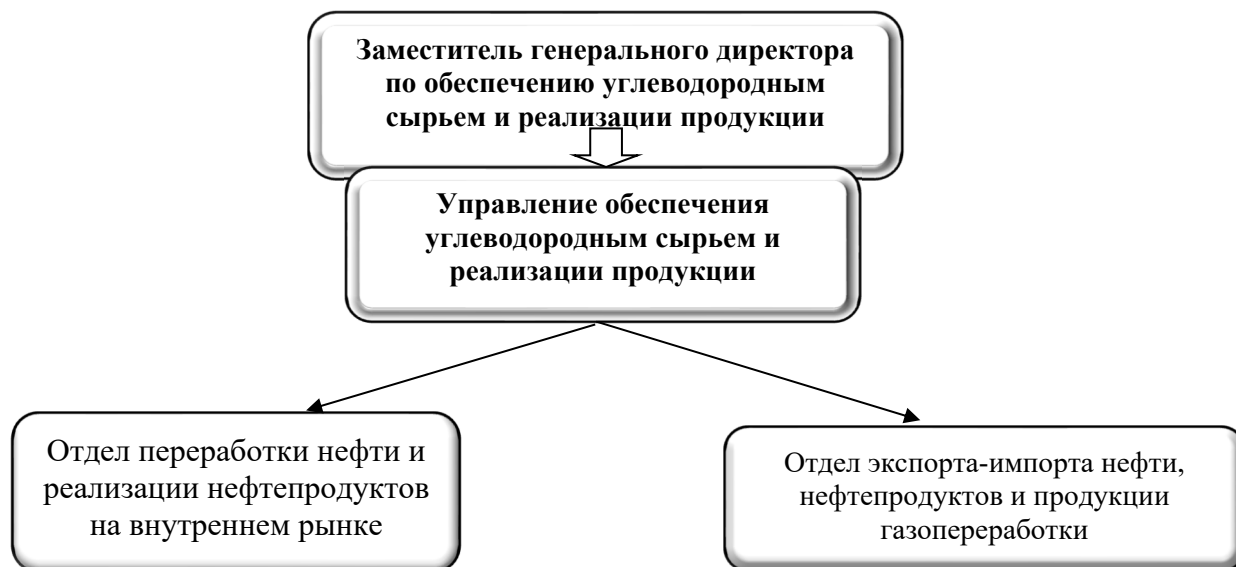 Заместитель генерального директора
по обеспечению углеводородным
сырьем и реализации продукции
Управление обеспечения
углеводородным сырьем и
реализации продукции
Отдел переработки нефти и
реализации нефтепродуктов
на внутреннем рынке
Отдел экспорта-импорта нефти,
нефтепродуктов и продукции
газопереработки